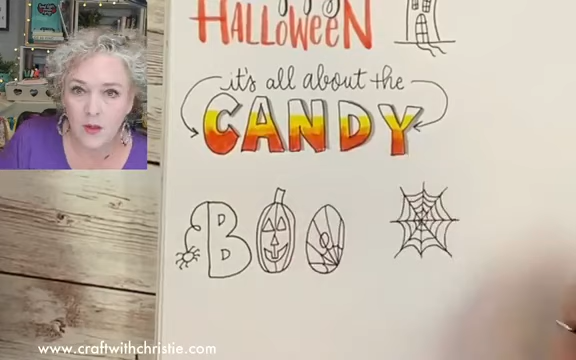 HALLOWEEN
it's all about the
CANDY
BOO
www.craftwithchristie.com